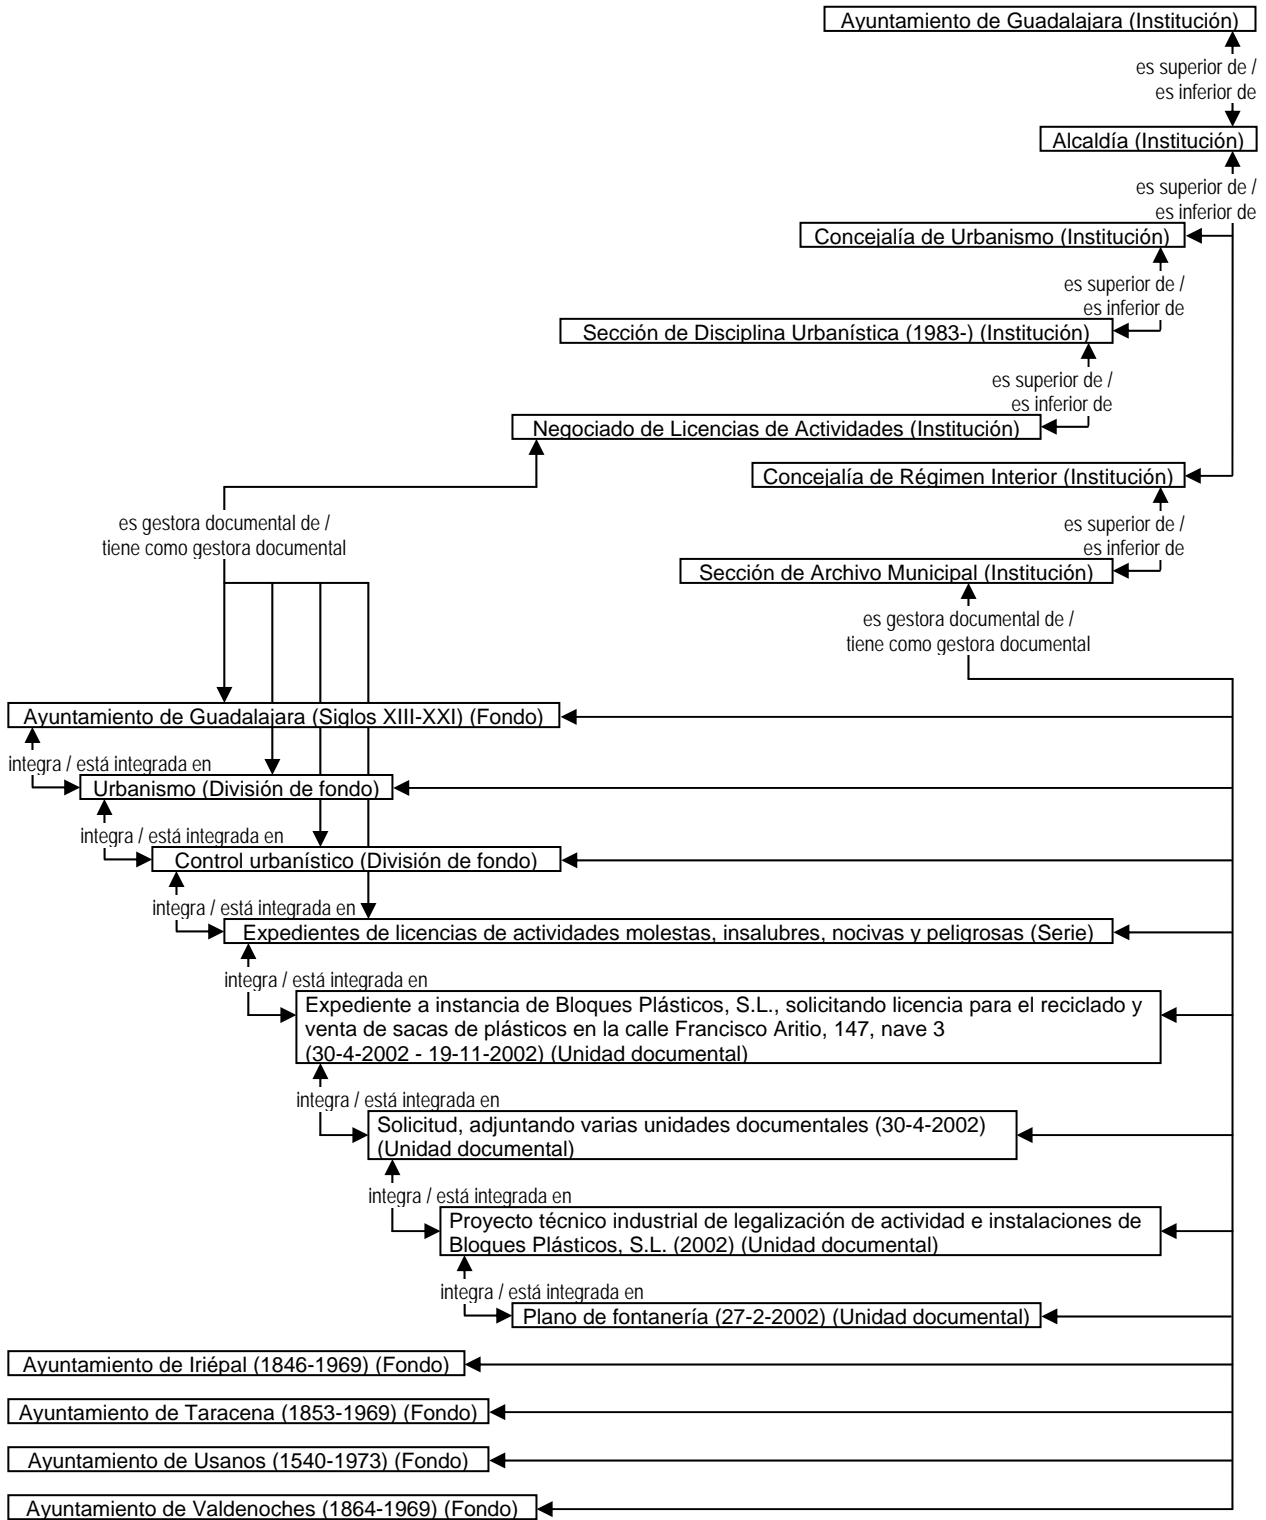 Ayuntamiento de Guadalajara (Institución)
es superior de /
es inferior de
Alcaldía (Institución)
es superior de /
es inferior de
Concejalía de Urbanismo (Institución)
es superior de /
es inferior de
Sección de Disciplina Urbanística (1983-) (Institución)
es superior de /
es inferior de
Negociado de Licencias de Actividades (Institución)
Concejalía de Régimen Interior (Institución)
es gestora documental de /
tiene como gestora documental
es superior de /
es inferior de
Sección de Archivo Municipal (Institución)
es gestora documental de /
tiene como gestora documental
Ayuntamiento de Guadalajara (Siglos XIII-XXI) (Fondo)
integra / está integrada en
Urbanismo (División de fondo)
integra / está integrada en
Control urbanístico (División de fondo)
integra / está integrada en
Expedientes de licencias de actividades molestas, insalubres, nocivas y peligrosas (Serie)
integra / está integrada en
Expediente a instancia de Bloques Plásticos, S.L., solicitando licencia para el reciclado y
venta de sacas de plásticos en la calle Francisco Aritio, 147, nave 3
(30-4-2002 - 19-11-2002) (Unidad documental)
integra / está integrada en
Solicitud, adjuntando varias unidades documentales (30-4-2002)
(Unidad documental)
integra / está integrada en
Proyecto técnico industrial de legalización de actividad e instalaciones de
Bloques Plásticos, S.L. (2002) (Unidad documental)
integra / está integrada en
Plano de fontanería (27-2-2002) (Unidad documental)
Ayuntamiento de Iriépal (1846-1969) (Fondo)
Ayuntamiento de Taracena (1853-1969) (Fondo)
Ayuntamiento de Usanos (1540-1973) (Fondo)
Ayuntamiento de Valdenoches (1864-1969) (Fondo)